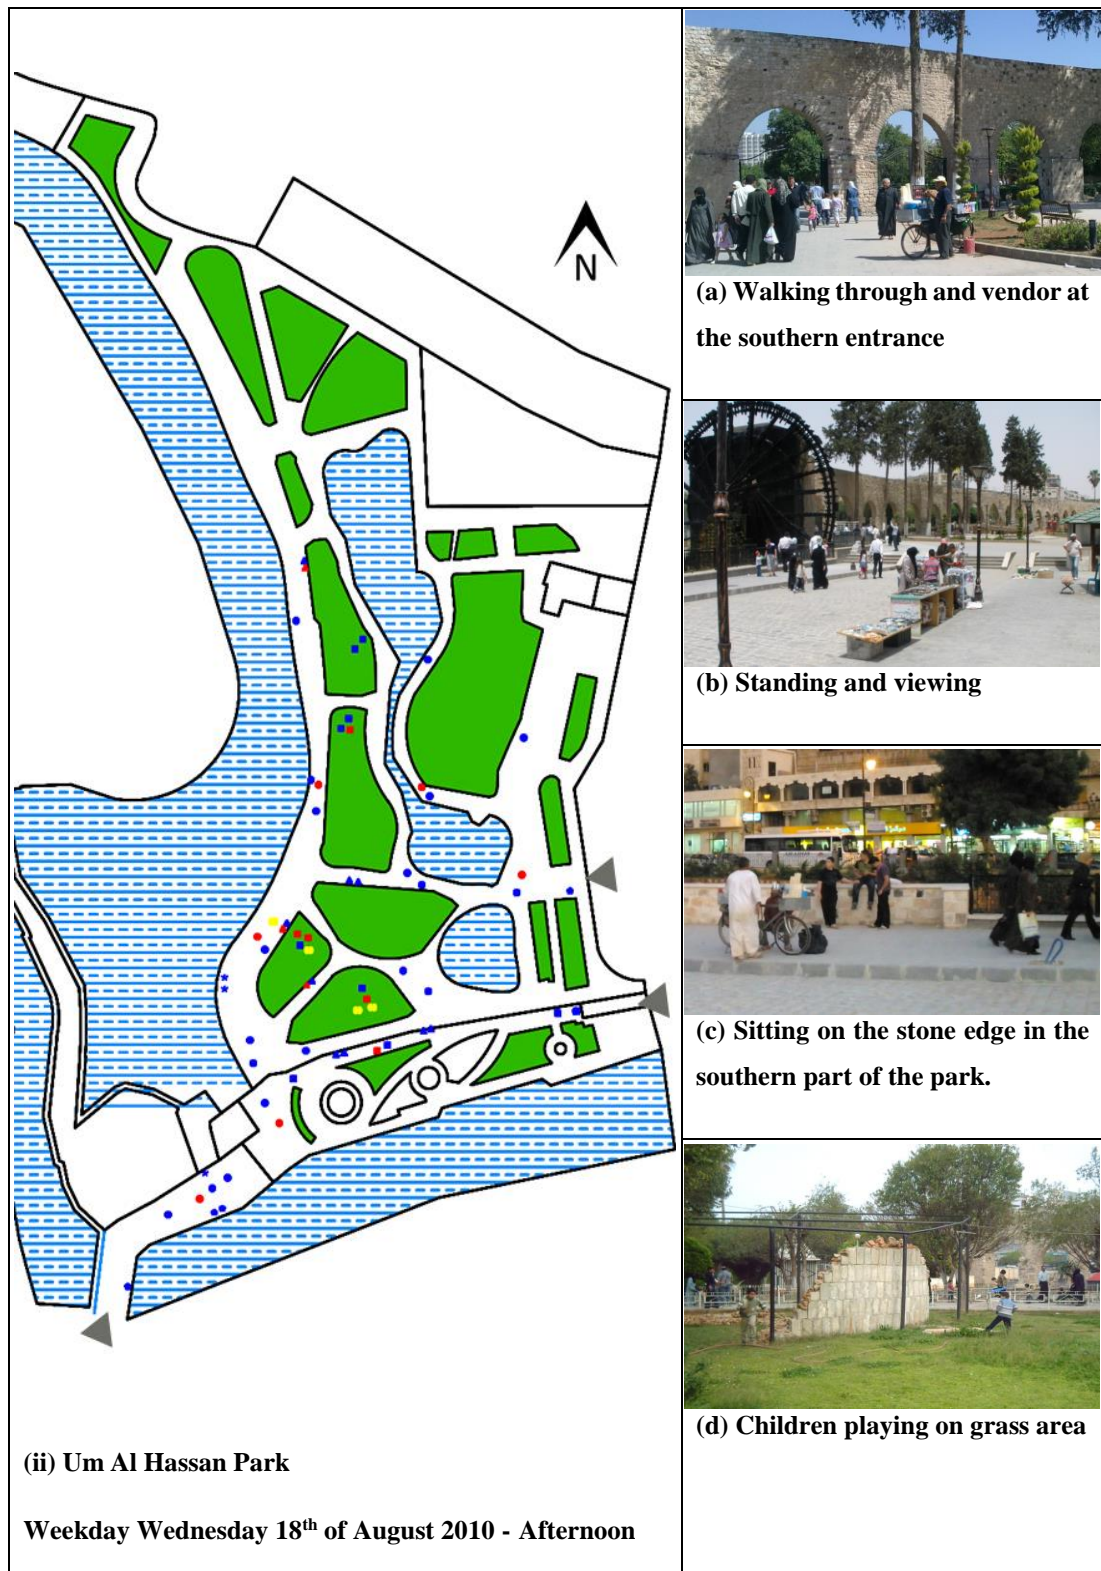 N
(ii) Um Al Hassan Park
Weekday Wednesday 18th of August 2010 - Afternoon
(a) Walking through and vendor at
the southern entrance
(b) Standing and viewing
(c) Sitting on the stone edge in the
southern part of the park.
(d) Children playing on grass area